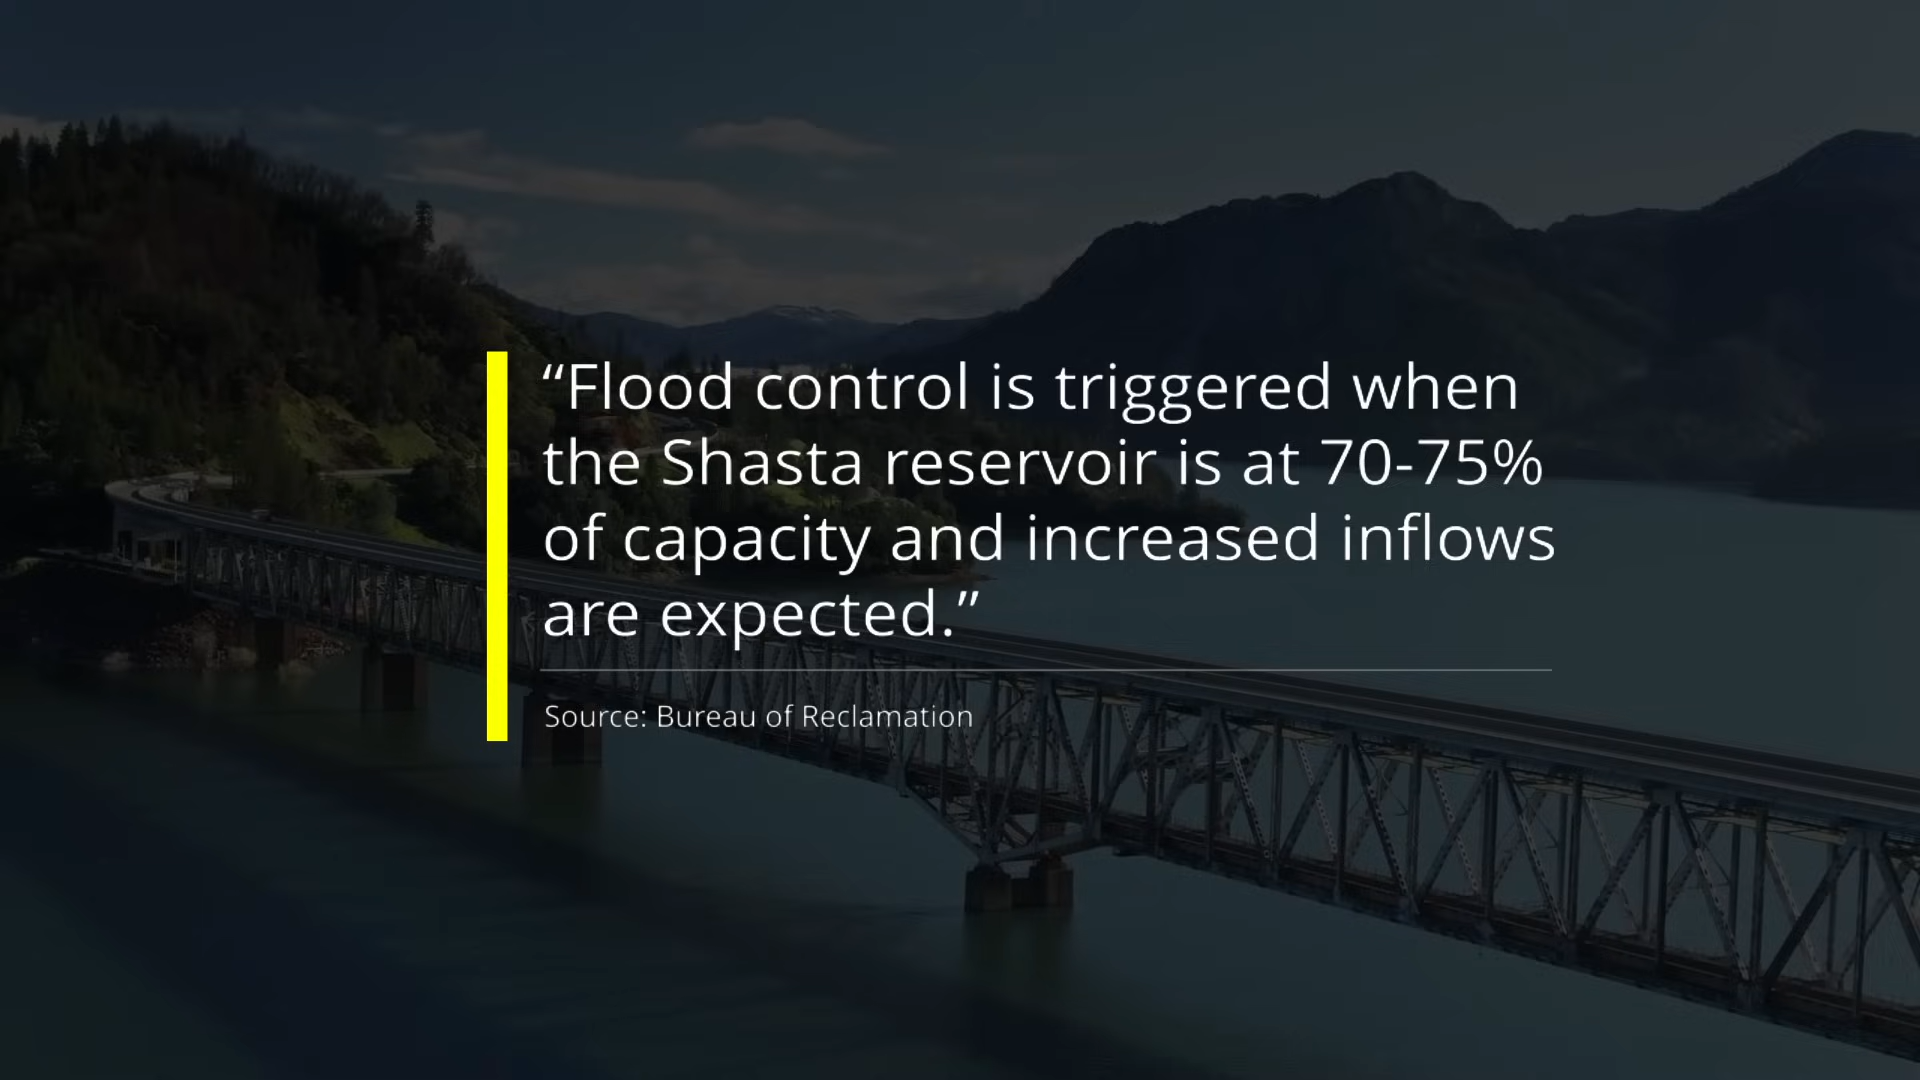 “Flood control is triggered when
the Shasta reservoir is at 70-75%
of capacity and increased inflows
are expected.”
Source: Bureau of Reclamation